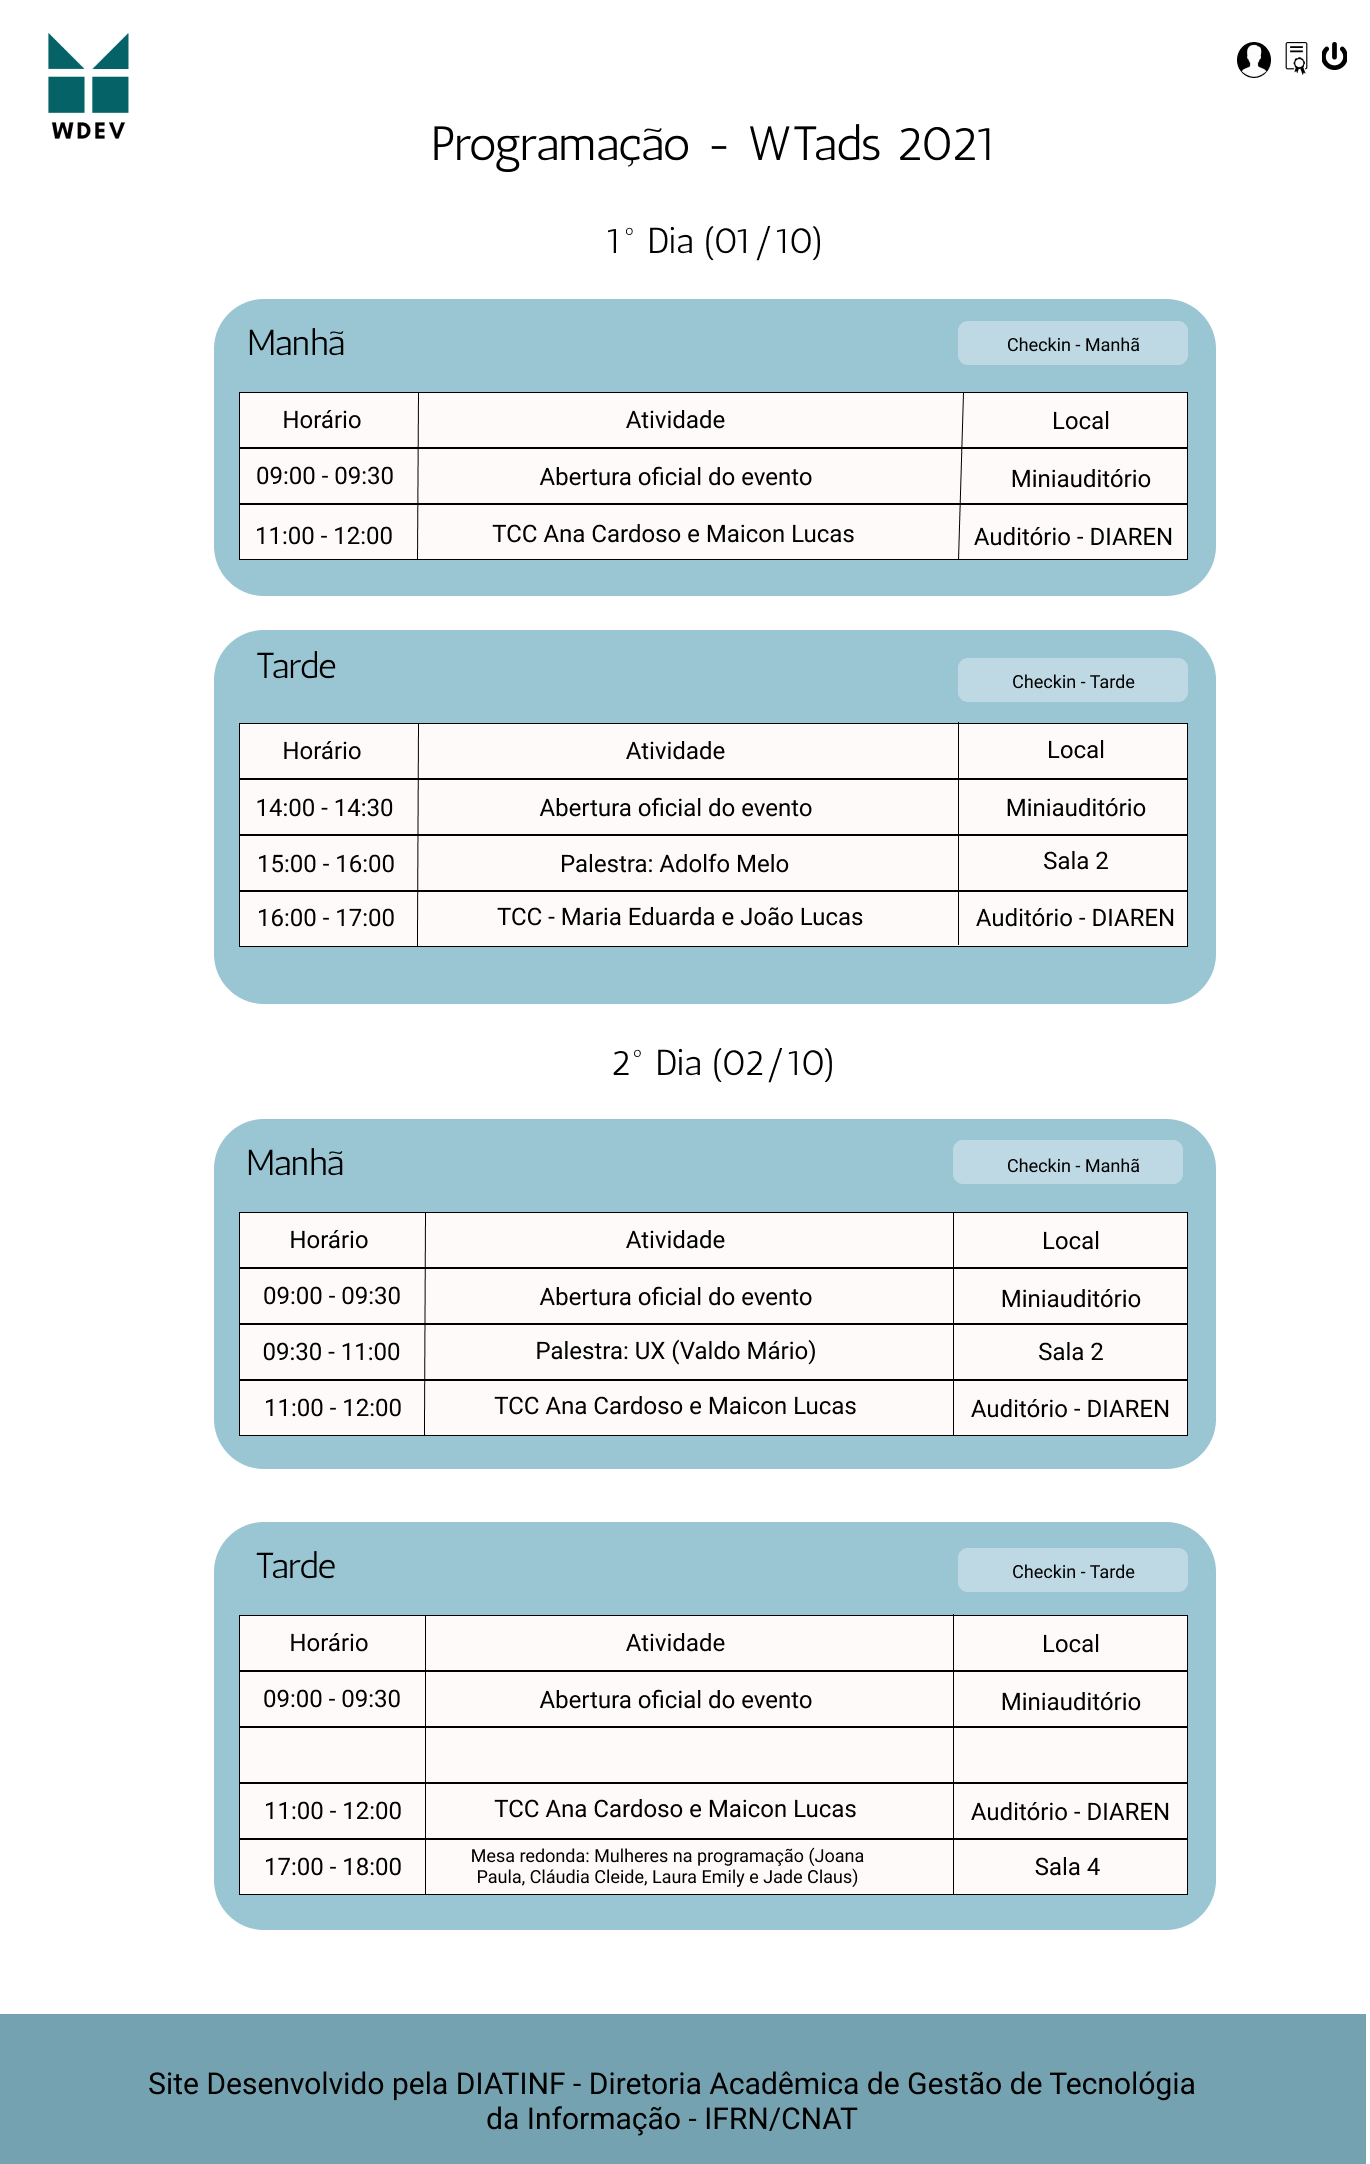 WDEV
Programação - WTads 2021
1° Dia (01/10)
Manhã
Checkin - Manhã
Horário Atividade Local
09:00 - 09:30 Abertura oficial do evento Miniauditório
11:00 - 12:00 TCC Ana Cardoso e Maicon Lucas Auditório - DIAREN
Tarde
Checkin - Tarde
Horário Atividade Local
14:00 - 14:30 Abertura oficial do evento Miniauditório
15:00 - 16:00 Palestra: Adolfo Melo Sala 2
16:00 - 17:00 TCC - Maria Eduarda e João Lucas Auditório - DIAREN
2° Dia (02/10)
Manhã
Checkin - Manhã
Horário Atividade Local
09:00 - 09:30 Abertura oficial do evento Miniauditório
09:30 - 11:00 Palestra: UX (Valdo Mário) Sala 2
11:00 - 12:00 TCC Ana Cardoso e Maicon Lucas Auditório - DIAREN
Tarde
Checkin - Tarde
Horário Atividade Local
09:00 - 09:30 Abertura oficial do evento Miniauditório
11:00 - 12:00 TCC Ana Cardoso e Maicon Lucas Auditório - DIAREN
17:00 - 18:00 Mesa redonda: Mulheres na programação (Joana
Paula, Cláudia Cleide, Laura Emily e Jade Claus) Sala 4
Site Desenvolvido pela DIATINF - Diretoria Acadêmica de Gestão de Tecnológia
da Informação - IFRN/CNAT